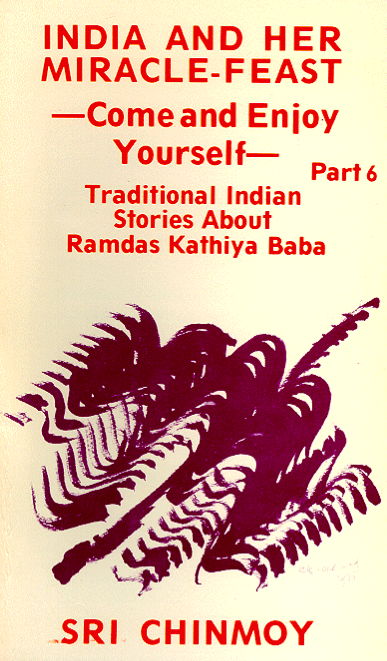 INDIA AND HER
MIRACLE-FEAST
—Come and Enjoy
Yourself—
Part 6
Traditional Indian
Stories About
Ramdas Kathiya Baba
SRI CHINMOY